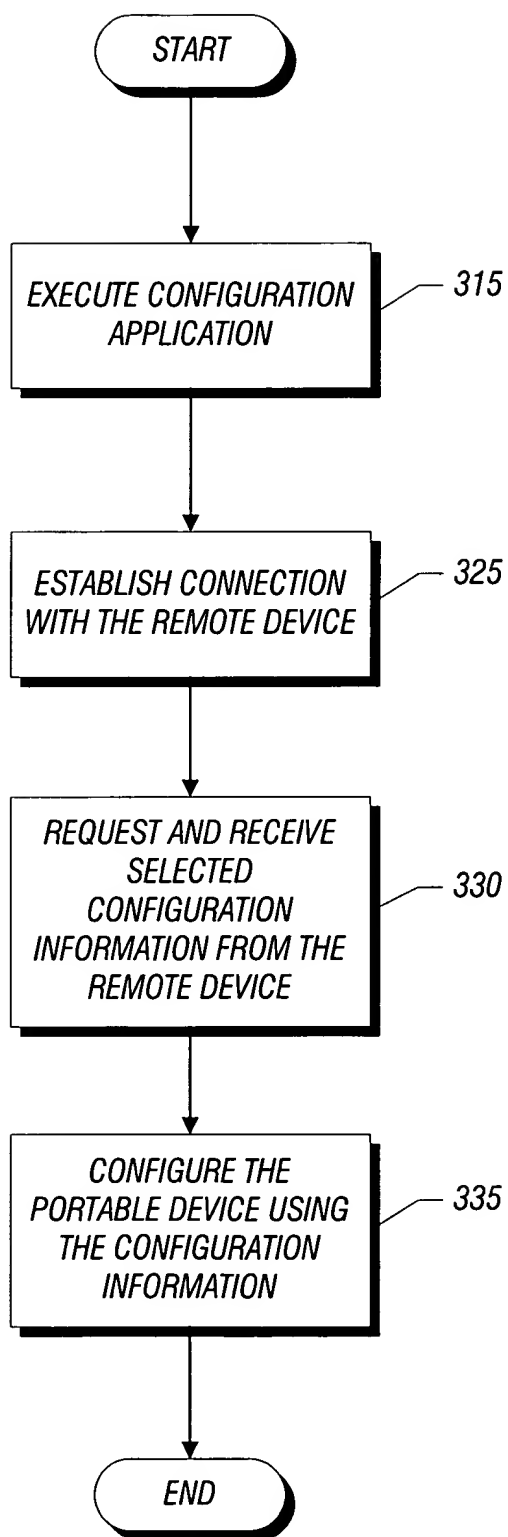 START
EXECUTE CONFIGURATION
APPLICATION
315
ESTABLISH CONNECTION
WITH THE REMOTE DEVICE
325
REQUEST AND RECEIVE
SELECTED
CONFIGURATION
INFORMATION FROM THE
REMOTE DEVICE
330
CONFIGURE THE
PORTABLE DEVICE USING
THE CONFIGURATION
INFORMATION
335
END